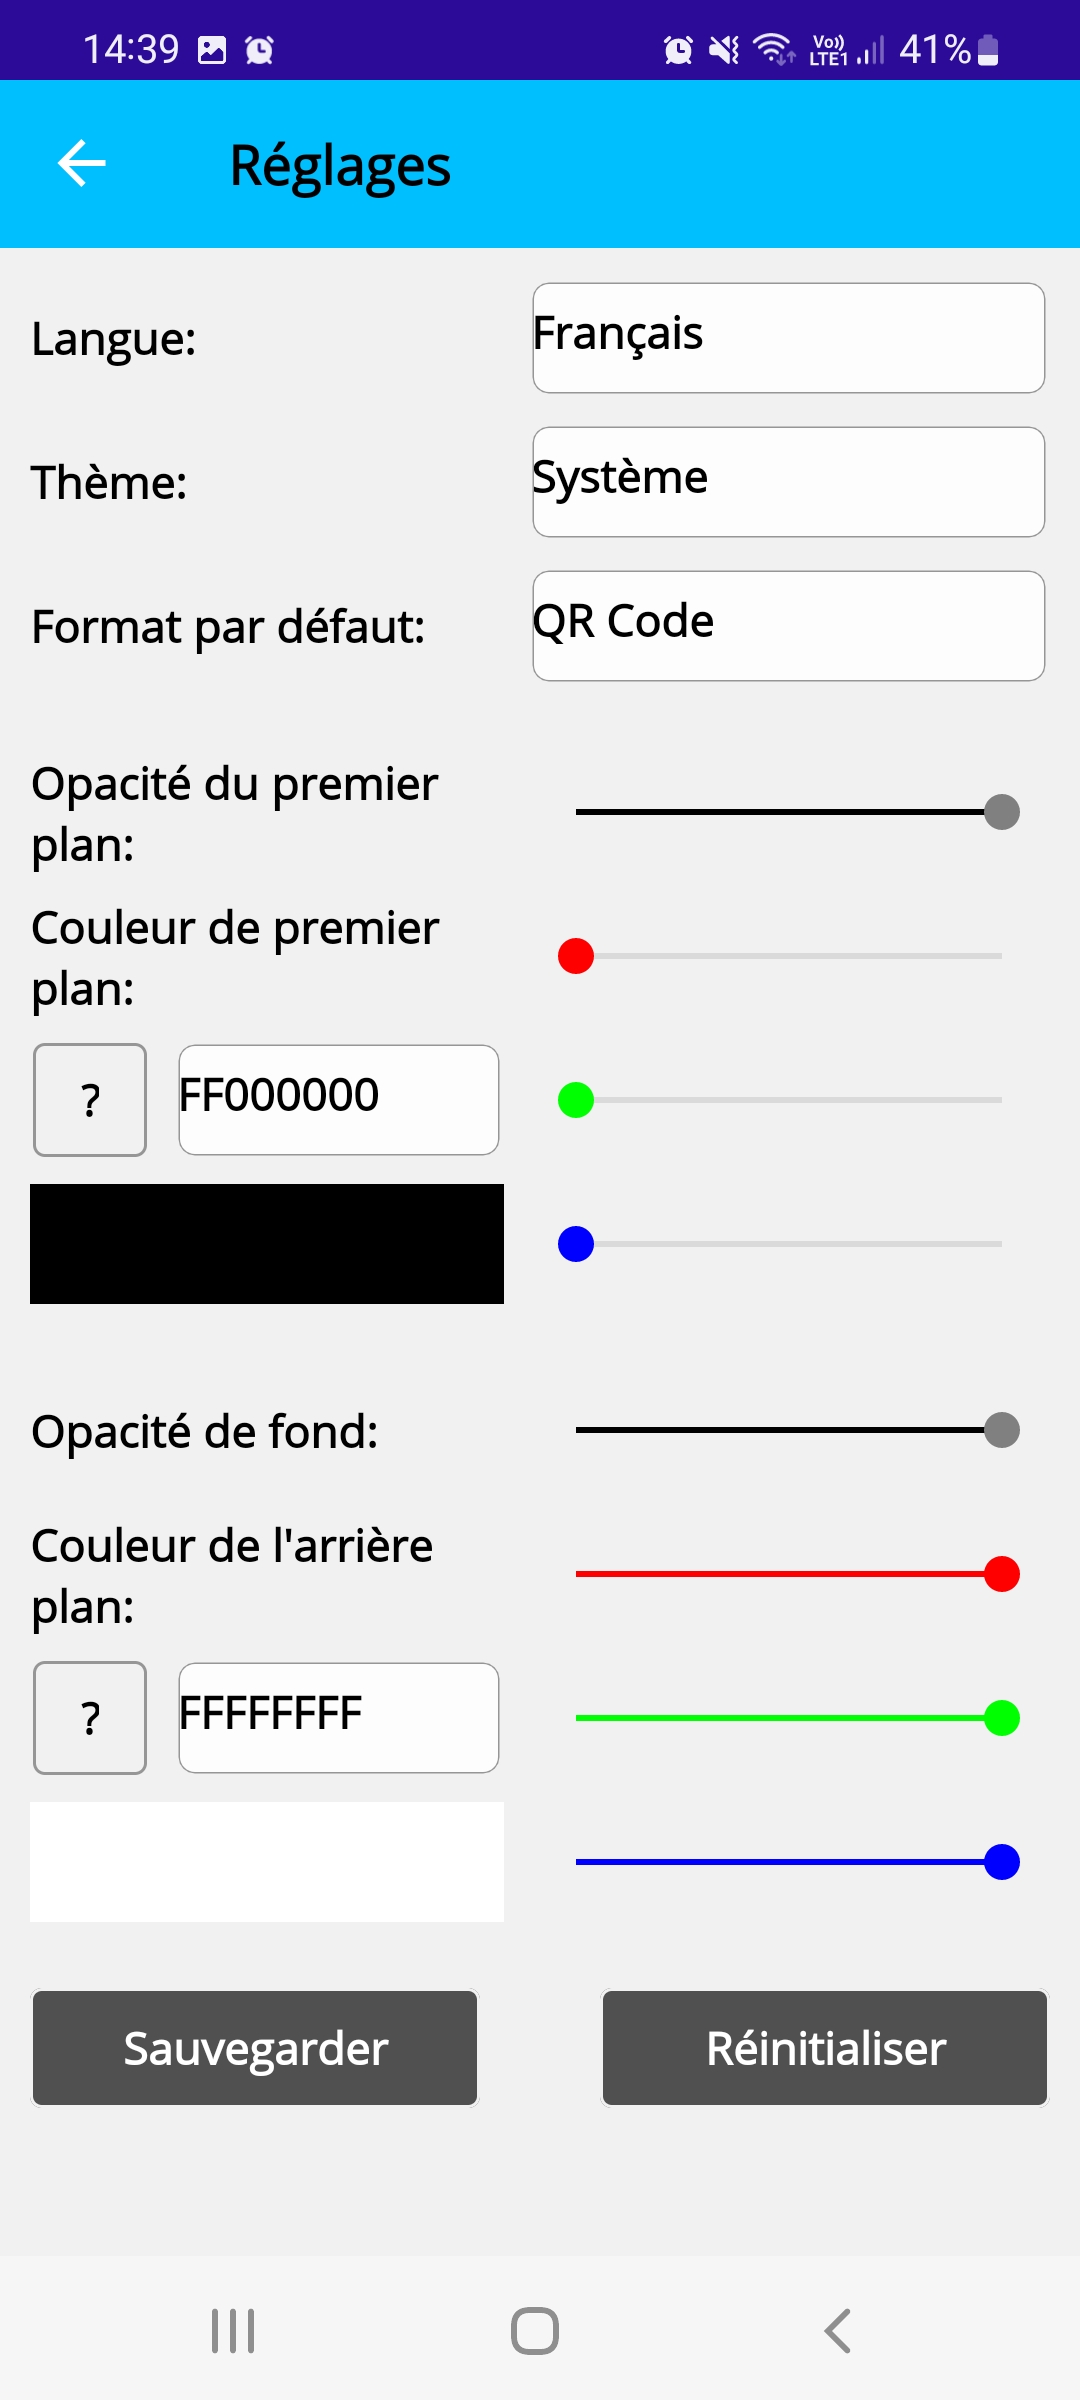 14:39 Vo)) LTE1 41%
Réglages
Langue: Français
Thème: Système
Format par défaut: QR Code
Opacité du premier
plan:
Couleur de premier
plan:
? FF000000
Opacité de fond:
Couleur de l'arrière
plan:
? FFFFFFFF
Sauvegarder Réinitialiser